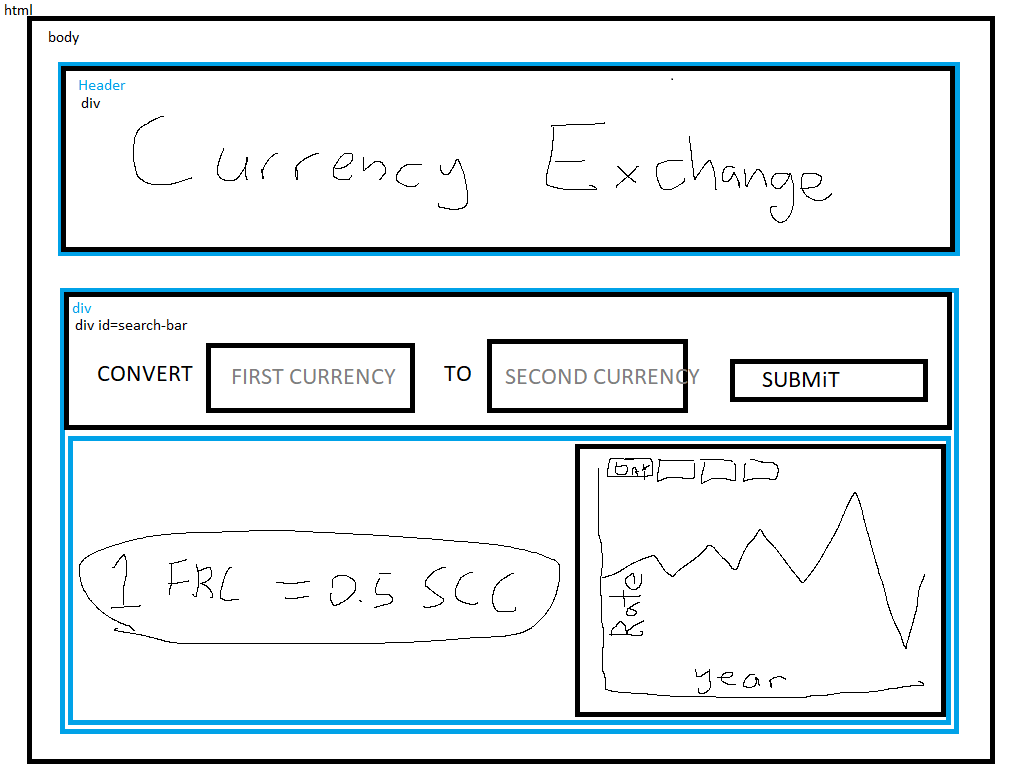 html
body
Header
div
Currency Exchange
div
div id=search-bar
CONVERT FIRST CURRENCY TO SECOND CURRENCY SUBMiT
DAY
1 FRC = 0.5 SCC
Rate
year